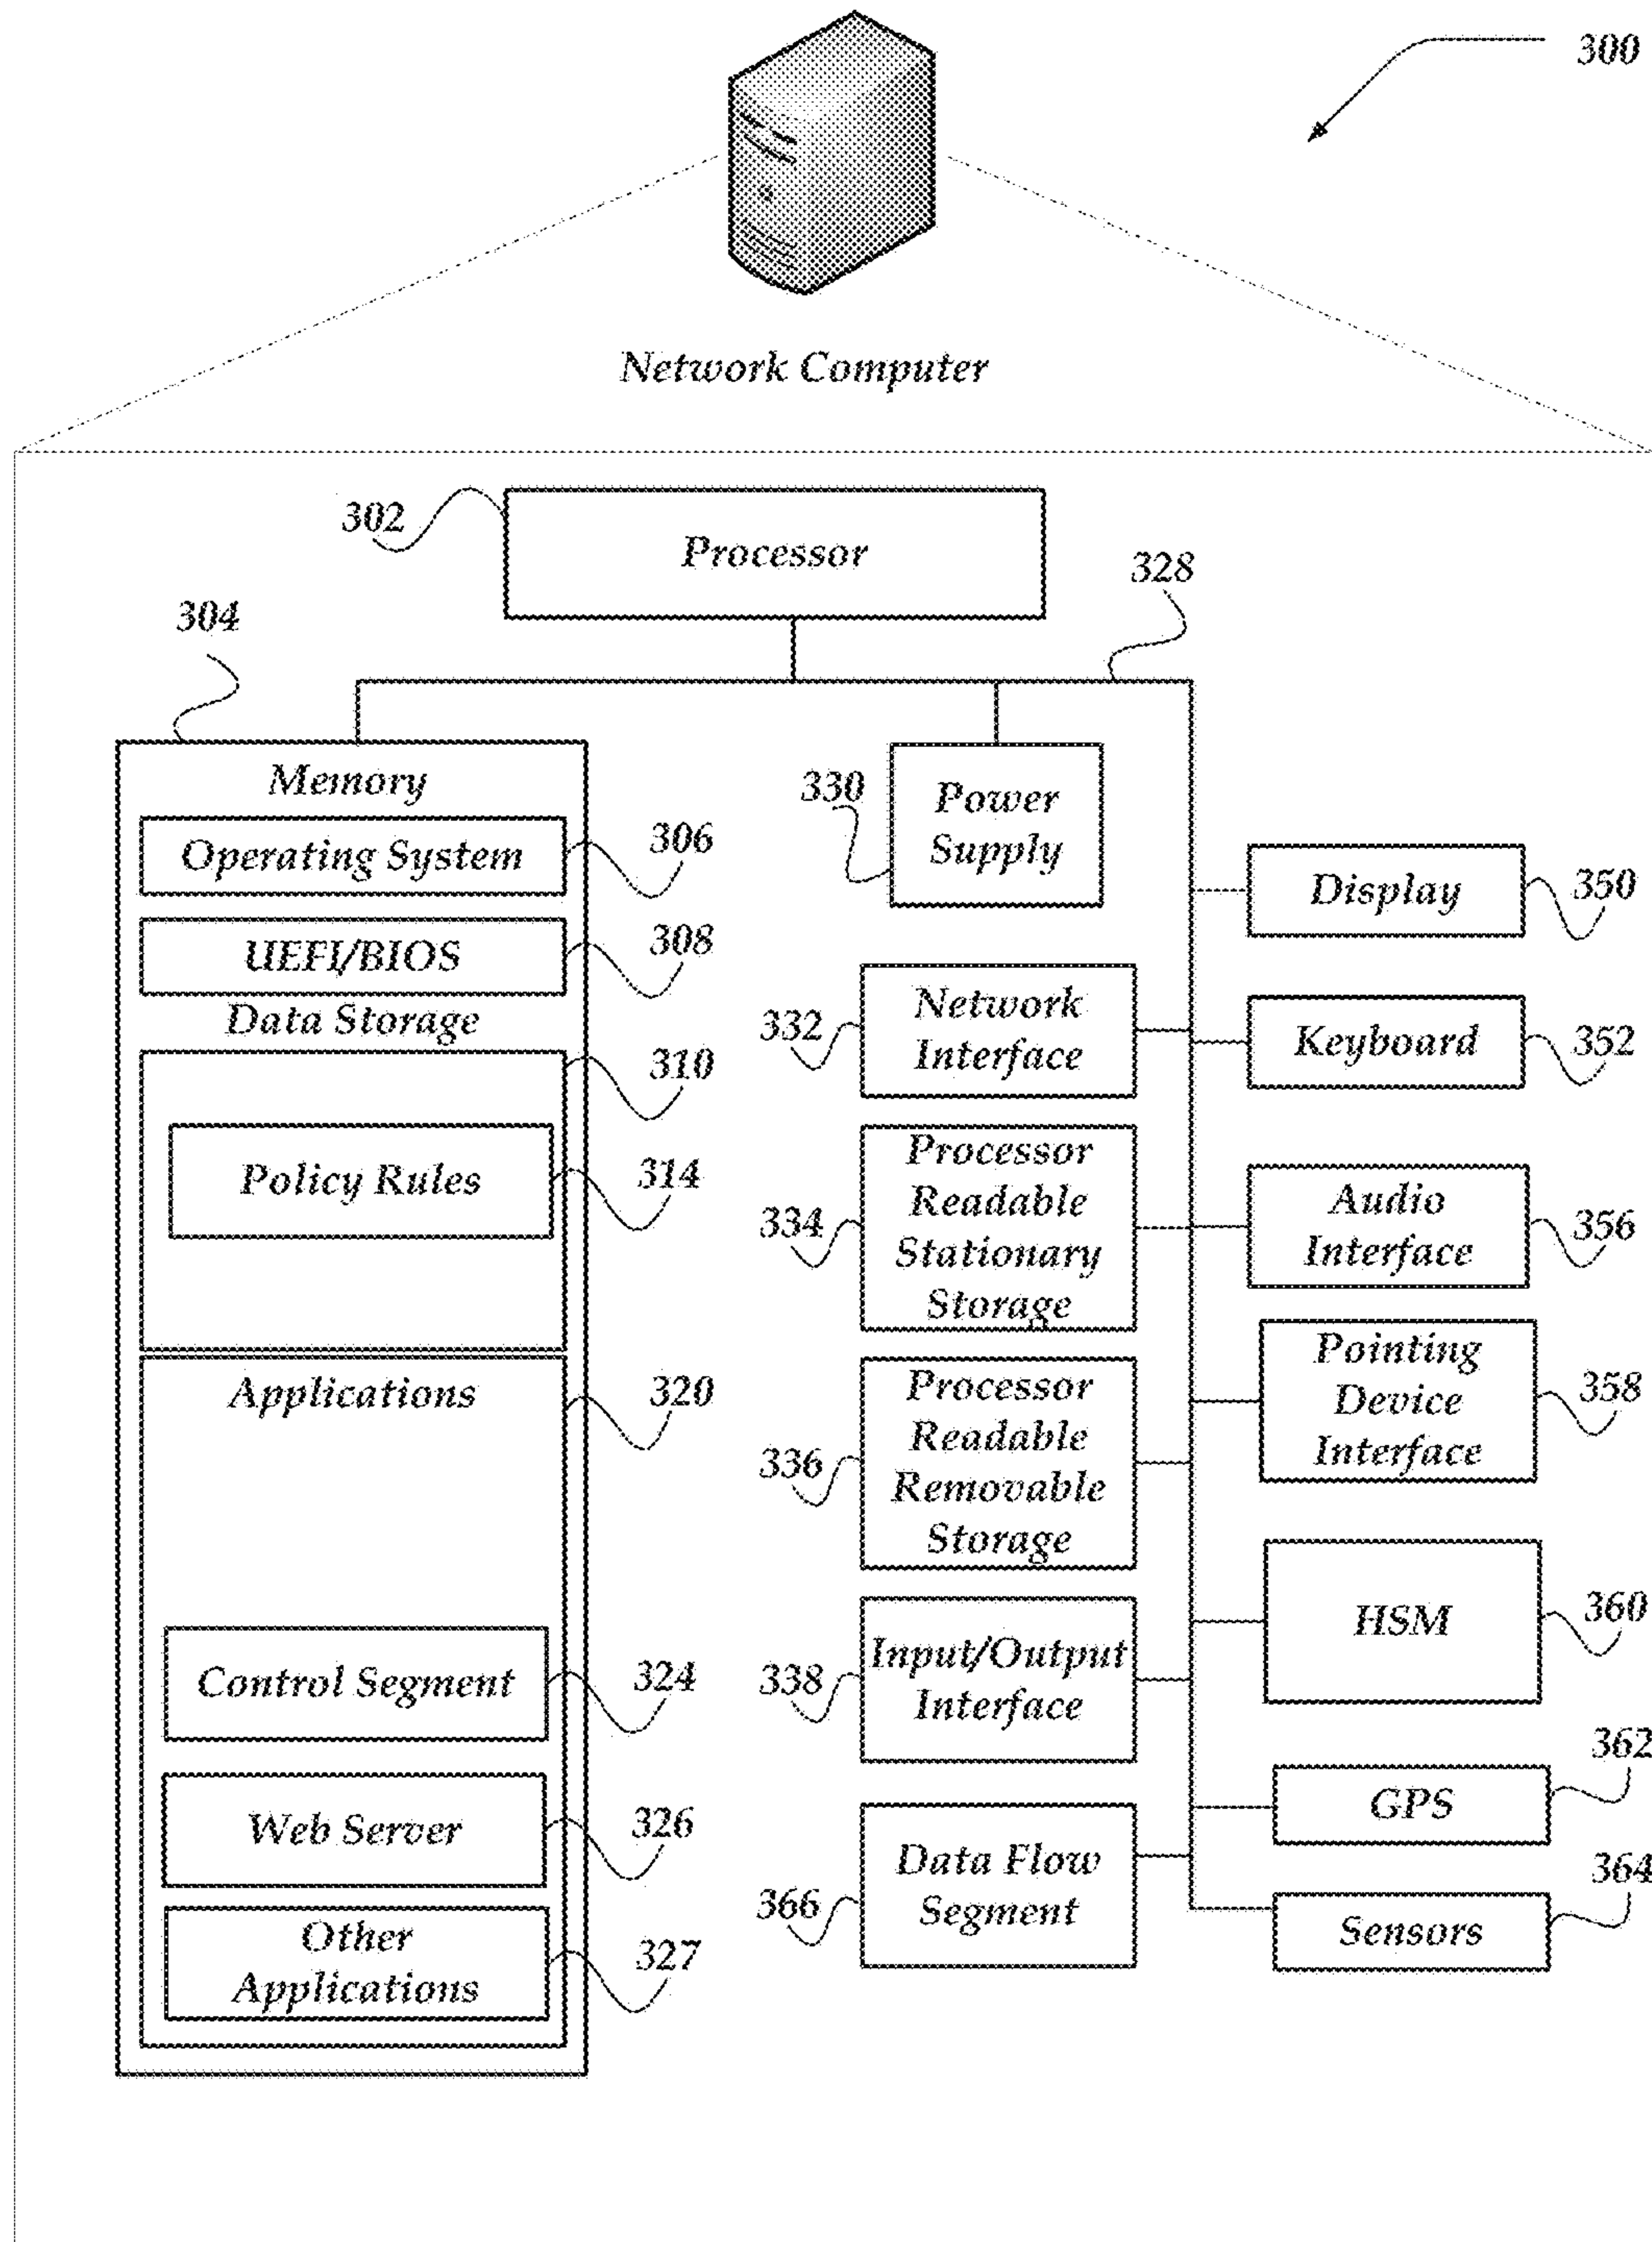 300
Network Computer
302
Processor
328
304
Memory
Operating System
306
UEFI/BIOS
308
Data Storage
310
Policy Rules
314
Applications
320
Control Segment
324
Web Server
326
Other
Applications
327
330
Power
Supply
332
Network
Interface
334
Processor
Readable
Stationary
Storage
336
Processor
Readable
Removable
Storage
338
Input/Output
Interface
366
Data Flow
Segment
Display
350
Keyboard
352
Audio
Interface
356
Pointing
Device
Interface
358
HSM
360
GPS
362
Sensors
364